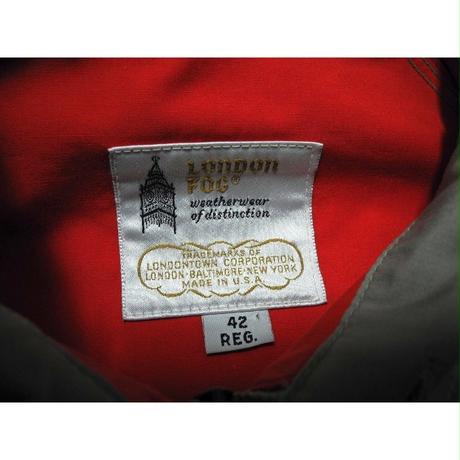 LONDON
FOG®
weatherwear
of distinction
TRADEMARKS OF
LONDONTOWN CORPORATION
LONDON·BALTIMORE·NEW YORK
MADE IN U.S.A.
42
REG.